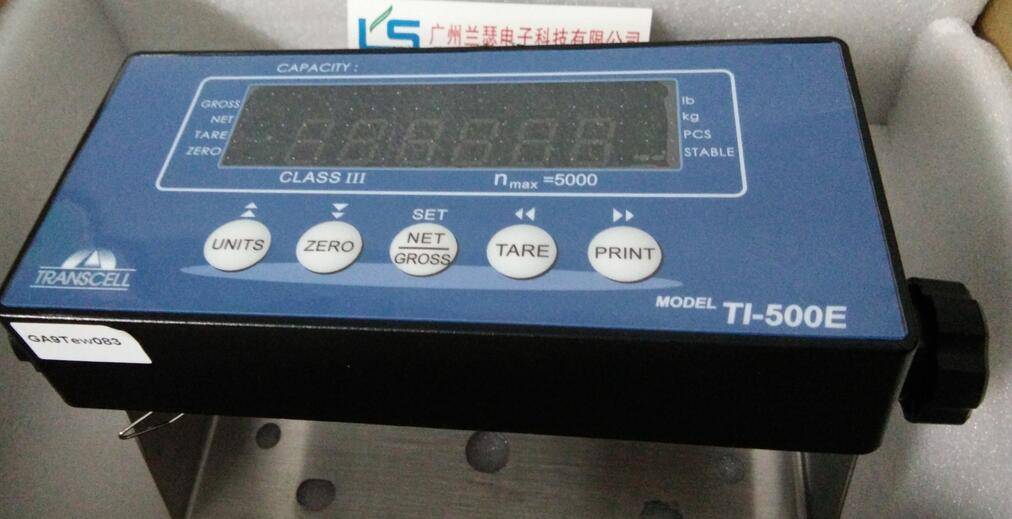 KS 广州兰瑟电子科技有限公司
CAPACITY :
GROSS
NET
TARE
ZERO
lb
kg
PCS
STABLE
CLASS III
nmax =5000
SET
UNITS
ZERO
NET
GROSS
TARE
PRINT
TRANSCELL
MODEL TI-500E
GA9Tew083